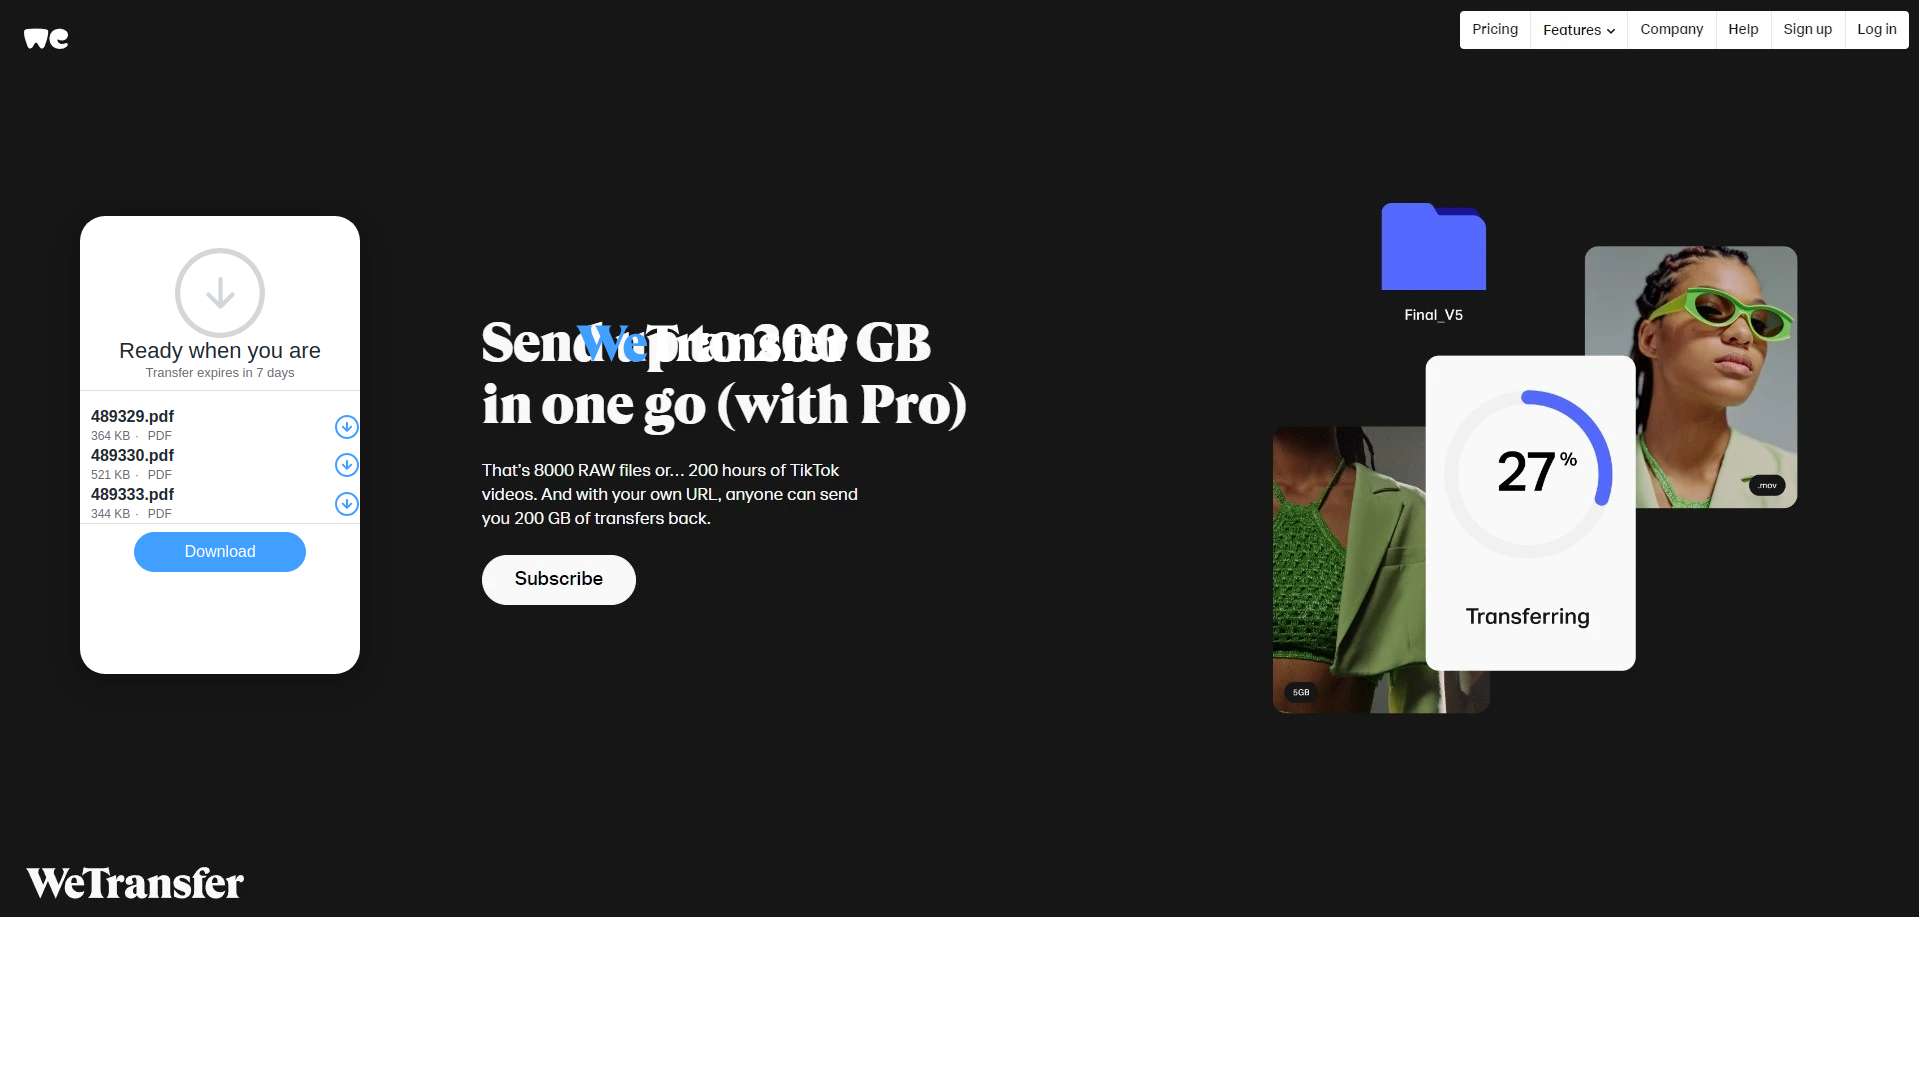 we
Pricing
Features
Company
Help
Sign up
Log in
Ready when you are
Transfer expires in 7 days
489329.pdf
364 KB · PDF
489330.pdf
521 KB · PDF
489333.pdf
344 KB · PDF
Download
Send up to 200 GB
WeTransfer
in one go (with Pro)
That's 8000 RAW files or… 200 hours of TikTok
videos. And with your own URL, anyone can send
you 200 GB of transfers back.
Subscribe
Final_V5
.mov
27%
Transferring
5GB
WeTransfer